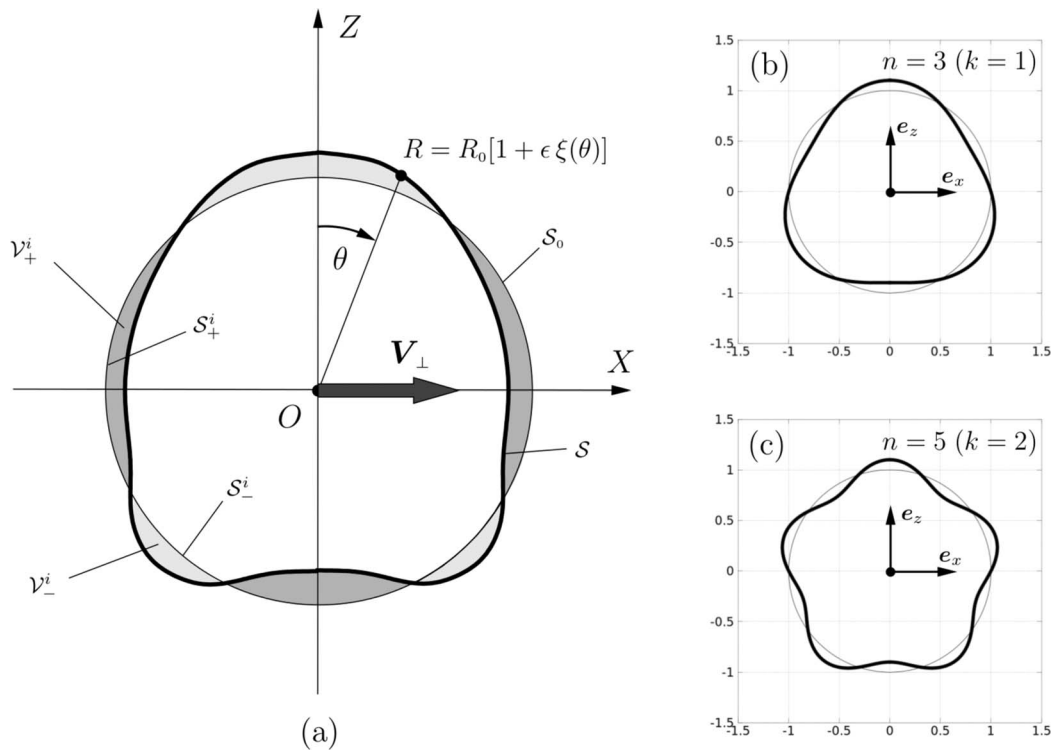 Z
R = R₀[1 + ϵ ξ(θ)]
θ
𝒮₀
𝒱ⁱ₊
𝒮ⁱ₊
V⊥
X
O
𝒮
𝒮ⁱ₋
𝒱ⁱ₋
(a)
(b)
n = 3 (k = 1)
e_z
e_x
1.5
1
0.5
0
-0.5
-1
-1.5
-1.5 -1 -0.5 0 0.5 1 1.5
(c)
n = 5 (k = 2)
e_z
e_x
1.5
1
0.5
0
-0.5
-1
-1.5
-1.5 -1 -0.5 0 0.5 1 1.5